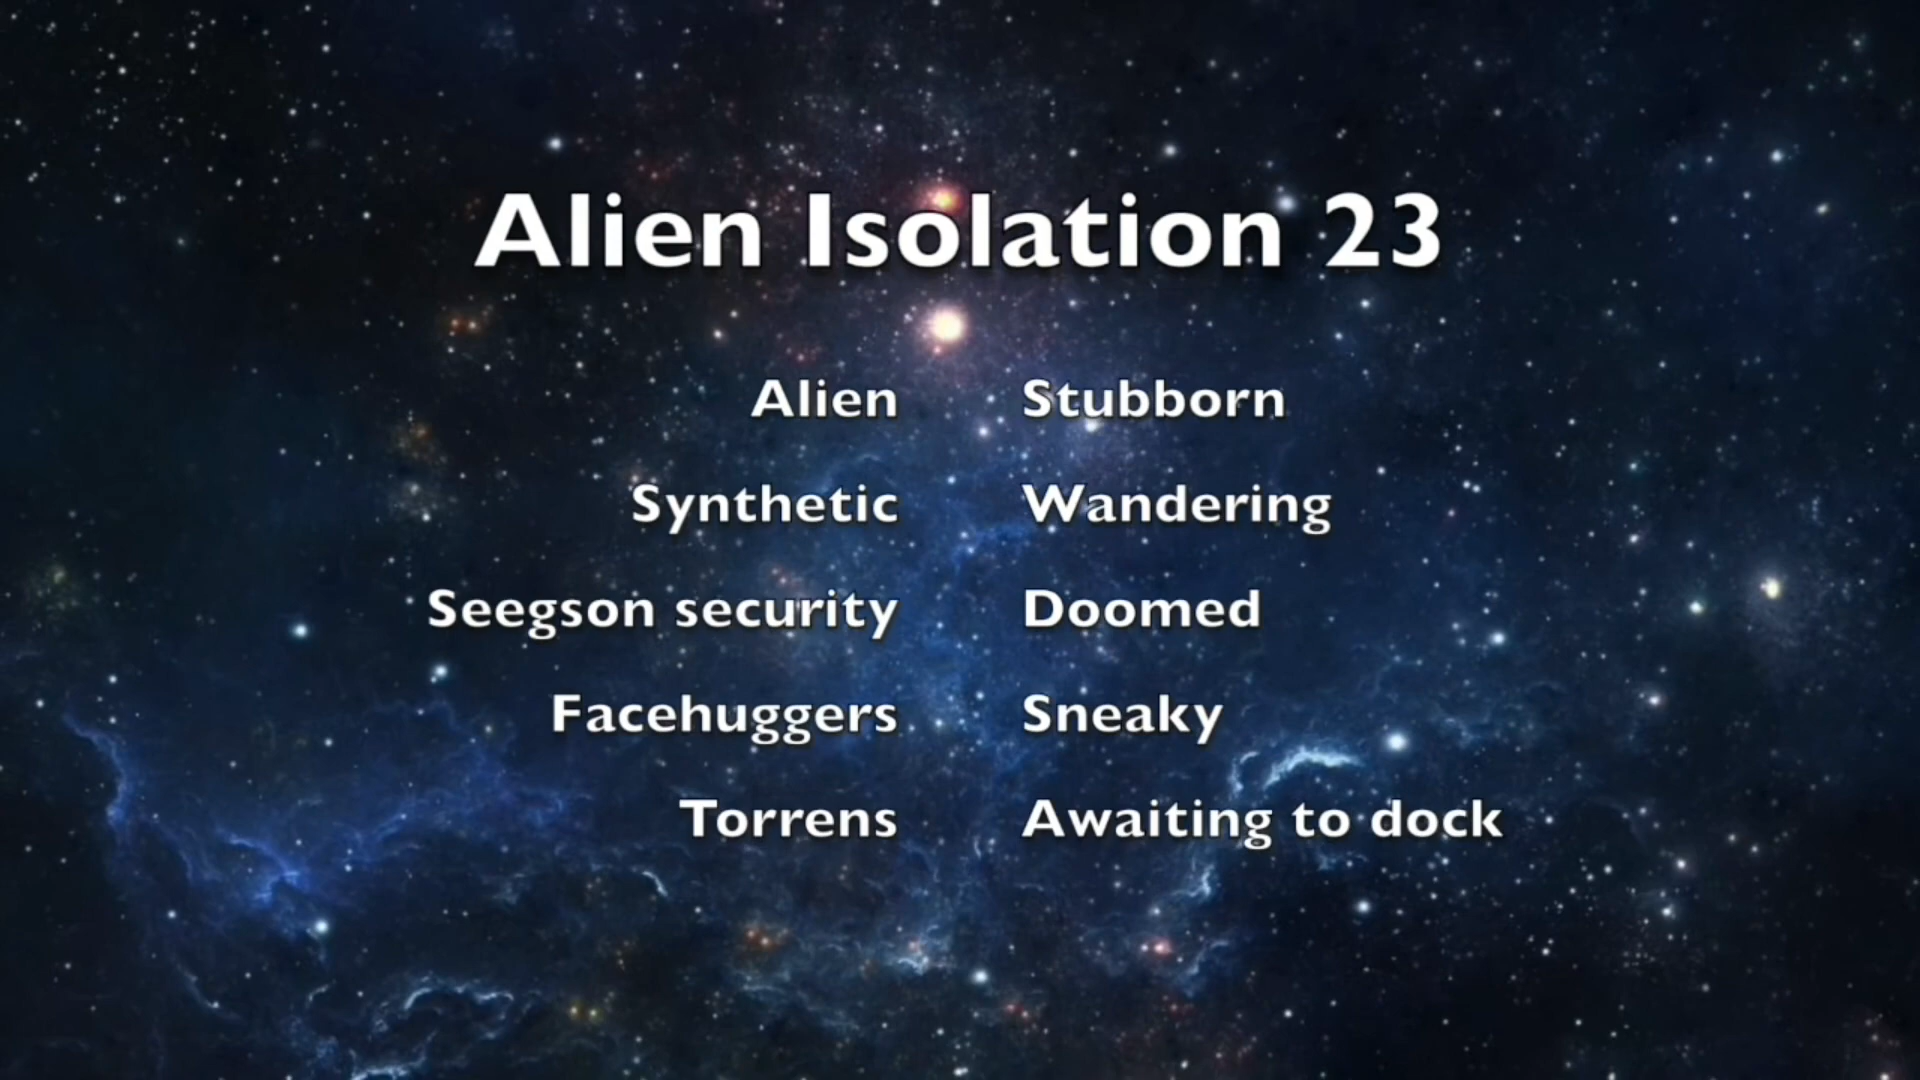 Alien Isolation 23
Alien Stubborn
Synthetic Wandering
Seegson security Doomed
Facehuggers Sneaky
Torrens Awaiting to dock